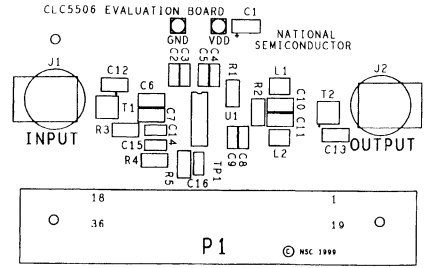 CLC5506 EVALUATION BOARD
C1
GND
VDD
NATIONAL
SEMICONDUCTOR
C2
C3
C5
C4
J1
C12
C6
R1
L1
J2
T1
C7
R2
C10
T2
R3
C14
U1
C11
INPUT
OUTPUT
C15
R4
R5
C16
TP1
C9
C8
L2
C13
18
1
36
19
P1
© NSC 1999